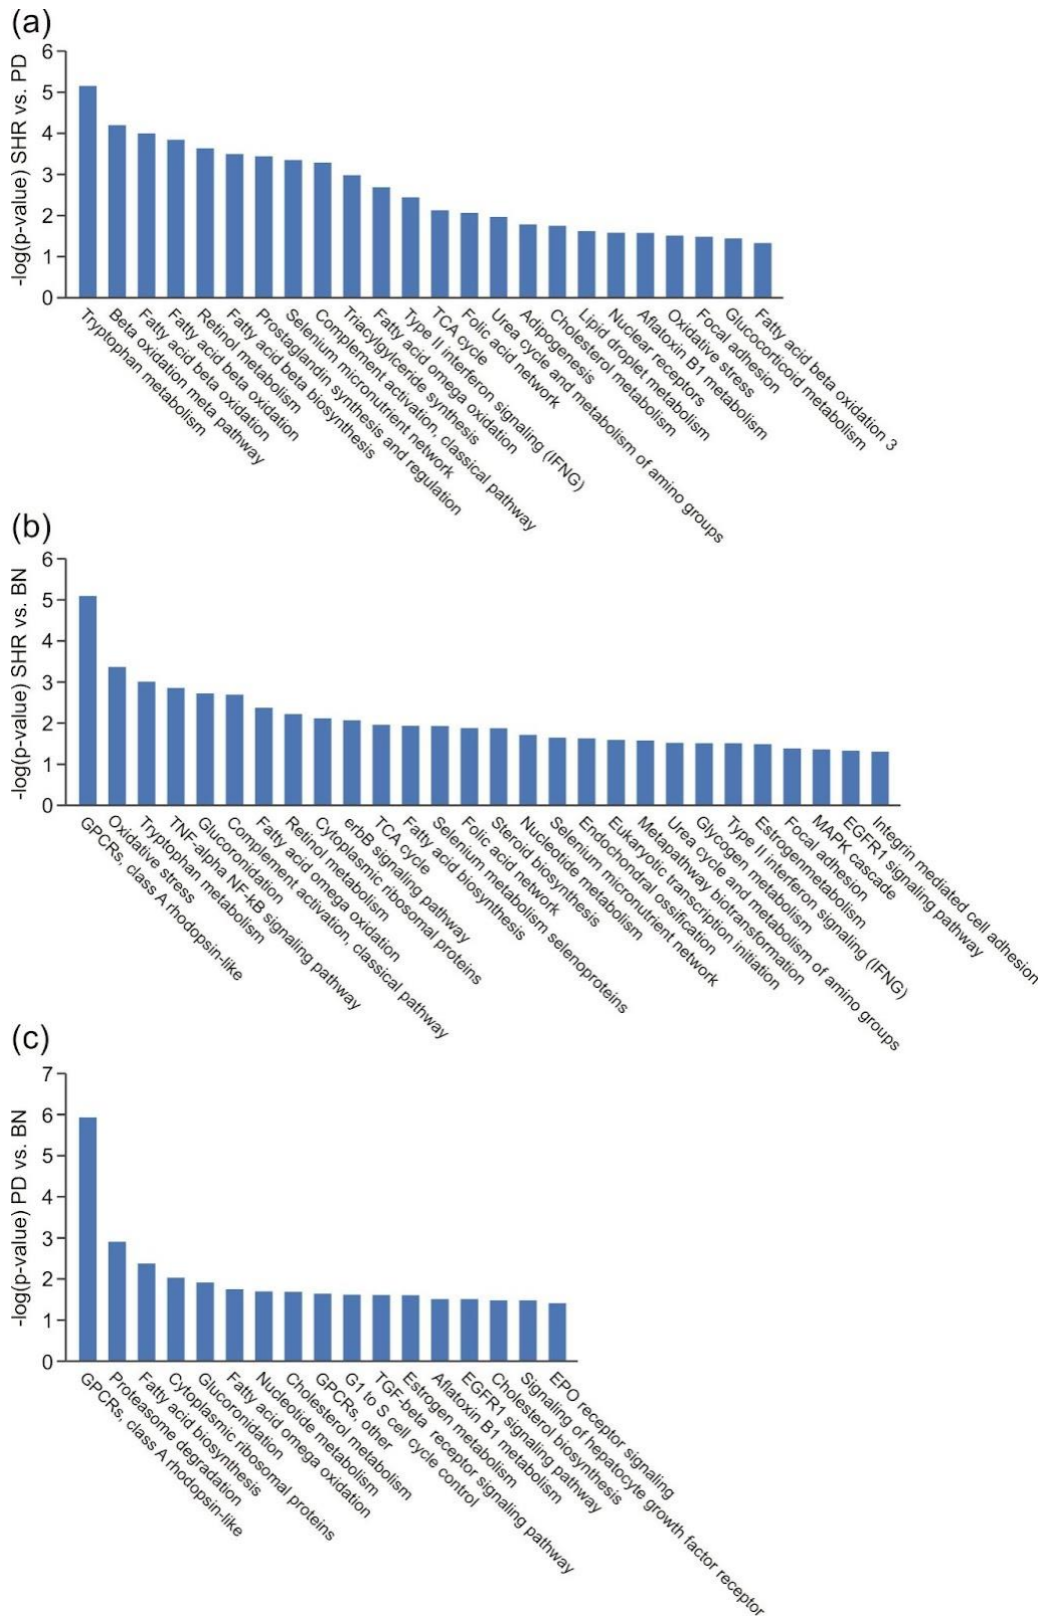 (a)
-log(p-value) SHR vs. PD
6
5
4
3
2
1
0
Tryptophan metabolism
Beta oxidation meta pathway
Fatty acid beta oxidation
Fatty acid beta oxidation
Retinol metabolism
Fatty acid beta biosynthesis
Prostaglandin synthesis and regulation
Selenium micronutrient network
Complement activation, classical pathway
Triacylglyceride synthesis
Fatty acid omega oxidation
Type II interferon signaling (IFNG)
TCA cycle
Folic acid network
Urea cycle and metabolism of amino groups
Adipogenesis
Cholesterol metabolism
Lipid droplet metabolism
Nuclear receptors
Aflatoxin B1 metabolism
Oxidative stress
Focal adhesion
Glucocorticoid metabolism
Fatty acid beta oxidation 3
(b)
-log(p-value) SHR vs. BN
6
5
4
3
2
1
0
GPCRs, class A rhodopsin-like
Oxidative stress
Tryptophan metabolism
TNF-alpha NF-kB signaling pathway
Glucoronidation
Complement activation, classical pathway
Fatty acid omega oxidation
Retinol metabolism
Cytoplasmic ribosomal proteins
erbB signaling pathway
TCA cycle
Fatty acid biosynthesis
Selenium metabolism selenoproteins
Folic acid network
Steroid biosynthesis
Nucleotide metabolism
Selenium micronutrient network
Endochondral ossification
Eukaryotic transcription initiation
Metapathway biotransformation
Urea cycle and metabolism of amino groups
Glycogen metabolism
Type II interferon signaling (IFNG)
Estrogen metabolism
Focal adhesion
MAPK cascade
EGFR1 signaling pathway
Integrin mediated cell adhesion
(c)
-log(p-value) PD vs. BN
7
6
5
4
3
2
1
0
GPCRs, class A rhodopsin-like
Proteasome degradation
Fatty acid biosynthesis
Cytoplasmic ribosomal proteins
Glucoronidation
Fatty acid omega oxidation
Nucleotide metabolism
Cholesterol metabolism
GPCRs, other
G1 to S cell cycle control
TGF-beta receptor signaling pathway
Estrogen metabolism
Aflatoxin B1 metabolism
EGFR1 signaling pathway
Cholesterol biosynthesis
Signaling of hepatocyte growth factor receptor
EPO receptor signaling